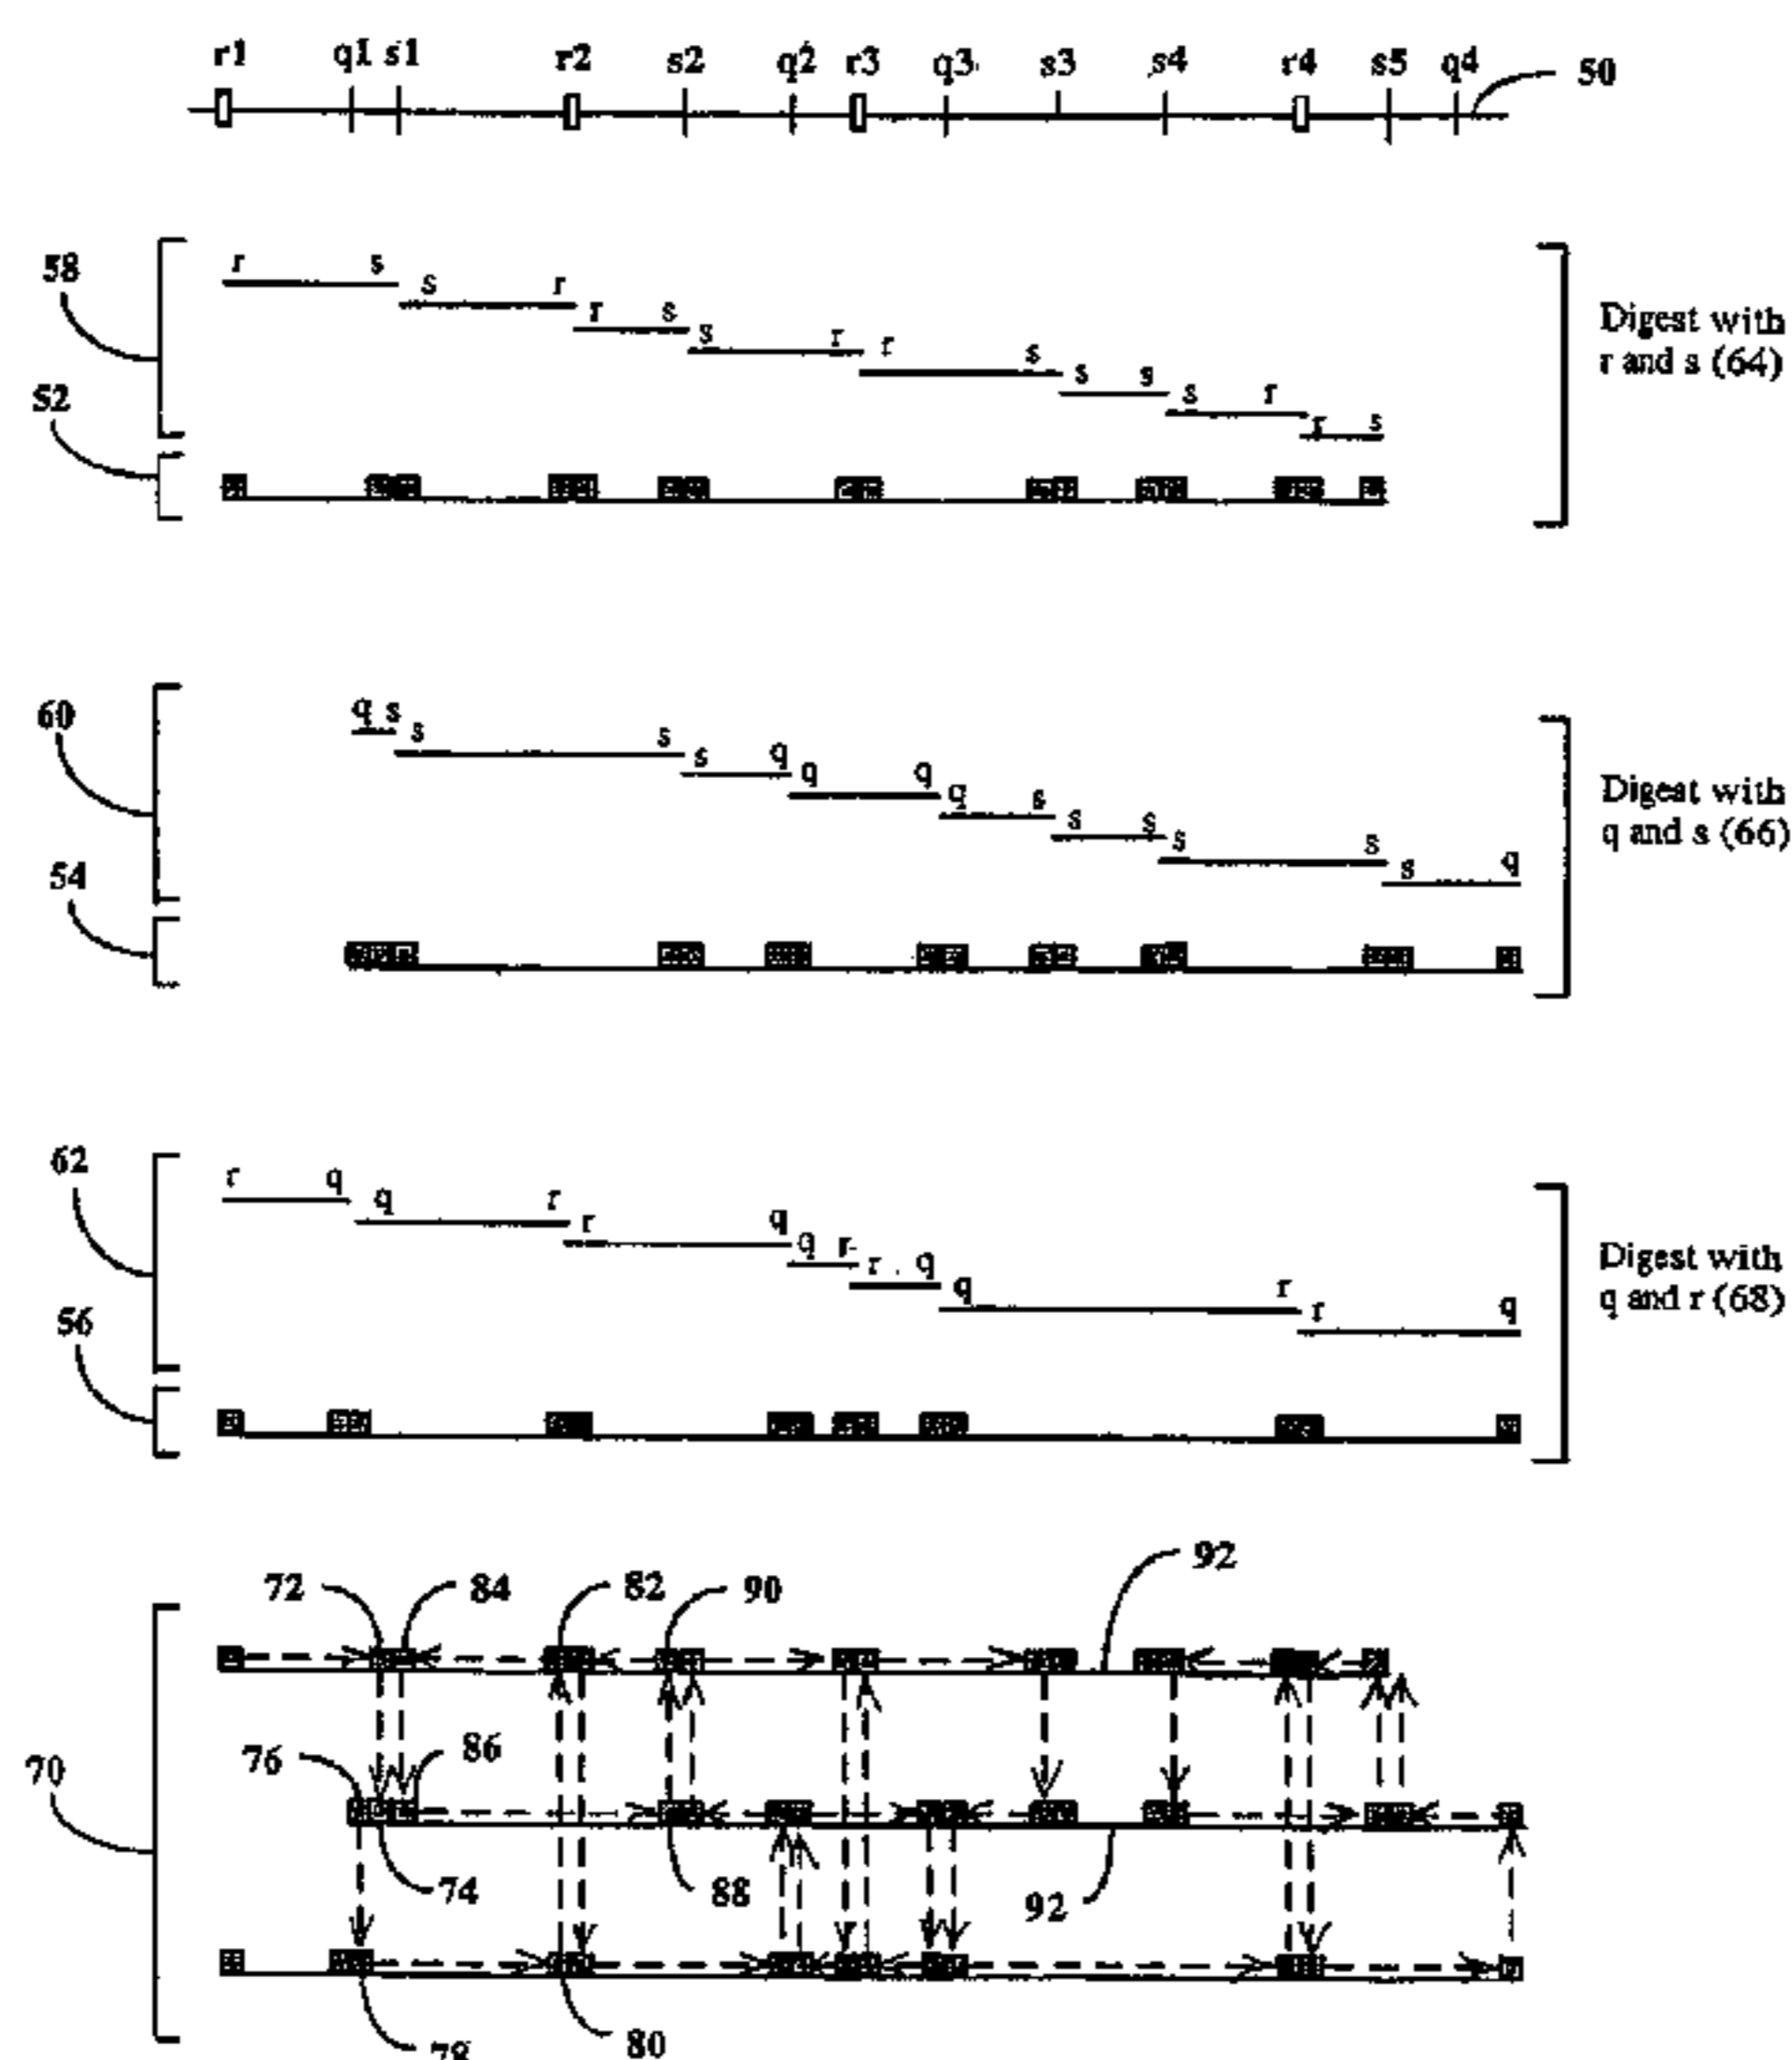 r1 q1 s1 r2 s2 q2 r3 q3 s3 s4 r4 s5 q4 50
58
r s
s r
r s
s r
r s
s s
s r
r s
Digest with
r and s (64)
52
60
q s
s s
s q
q q
q s
s s
s s
s q
Digest with
q and s (66)
54
62
r q
q r
r q
q r
r q
q r
r q
Digest with
q and r (68)
56
72 84 82 90 92
76 86
70
74 88 92
78 80